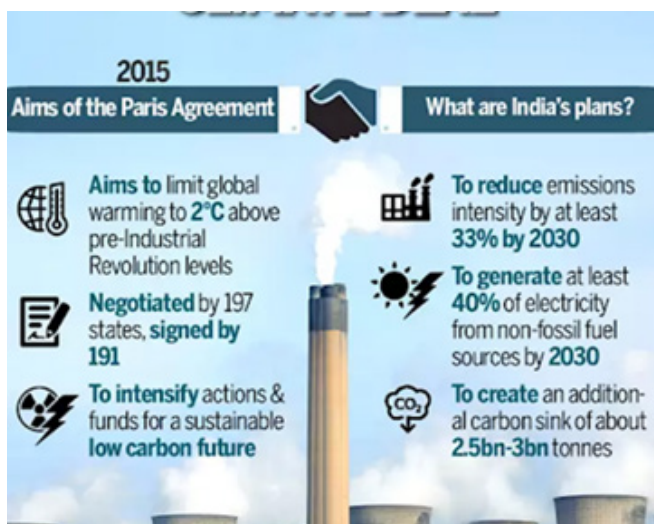 2015
Aims of the Paris Agreement
Aims to limit global
warming to 2°C above
pre-Industrial
Revolution levels
Negotiated by 197
states, signed by
191
To intensify actions &
funds for a sustainable
low carbon future
What are India's plans?
To reduce emissions
intensity by at least
33% by 2030
To generate at least
40% of electricity
from non-fossil fuel
sources by 2030
CO₂
To create an addition-
al carbon sink of about
2.5bn-3bn tonnes